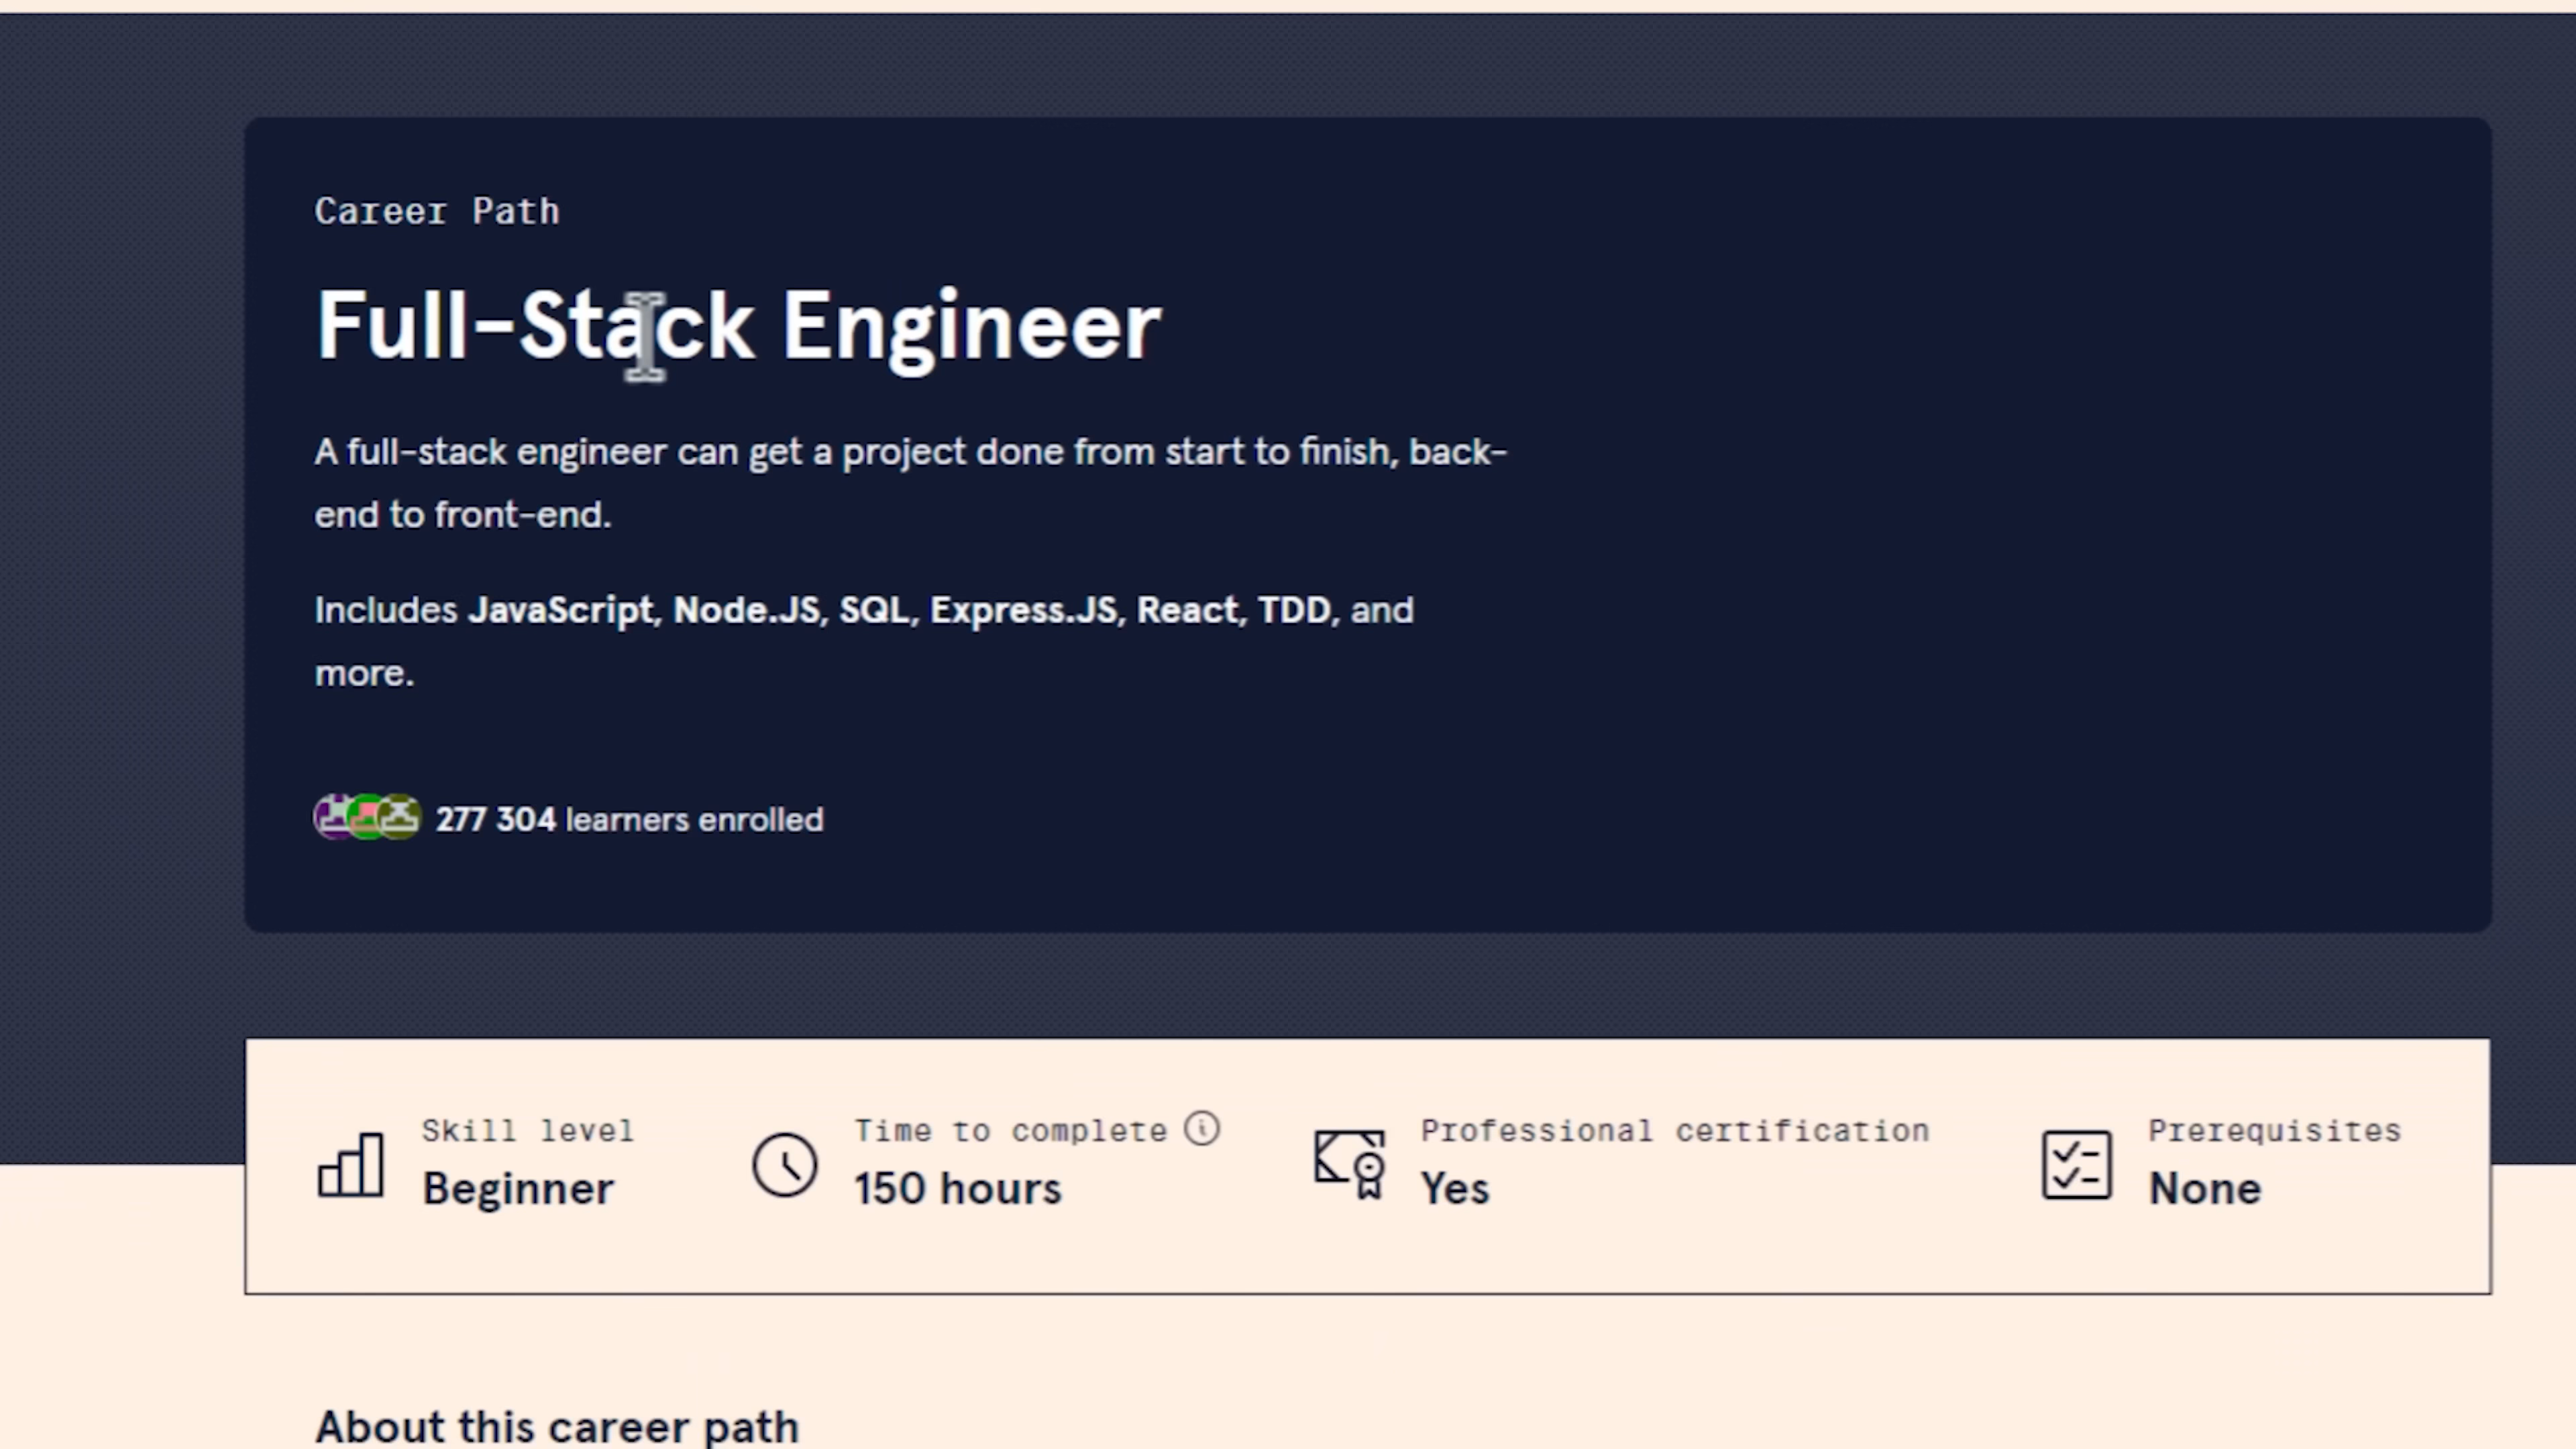 Career Path
Full-Stack Engineer
A full-stack engineer can get a project done from start to finish, back-
end to front-end.
Includes JavaScript, Node.JS, SQL, Express.JS, React, TDD, and
more.
277 304 learners enrolled
Skill level
Beginner
Time to complete
150 hours
Professional certification
Yes
Prerequisites
None
About this career path